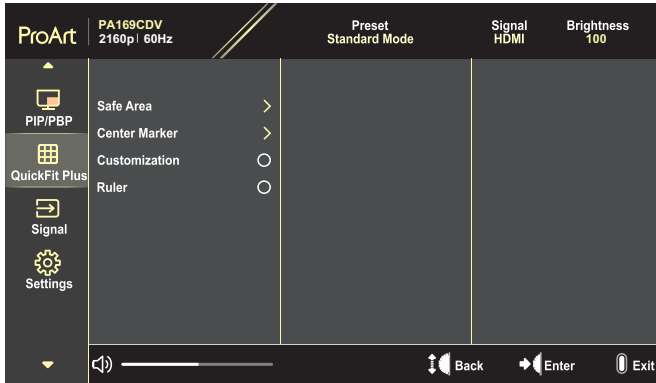 ProArt
PA169CDV
2160p 60Hz
Preset
Standard Mode
Signal
HDMI
Brightness
100
PIP/PBP
QuickFit Plus
Signal
Settings
Safe Area
Center Marker
Customization
Ruler
Back
Enter
Exit